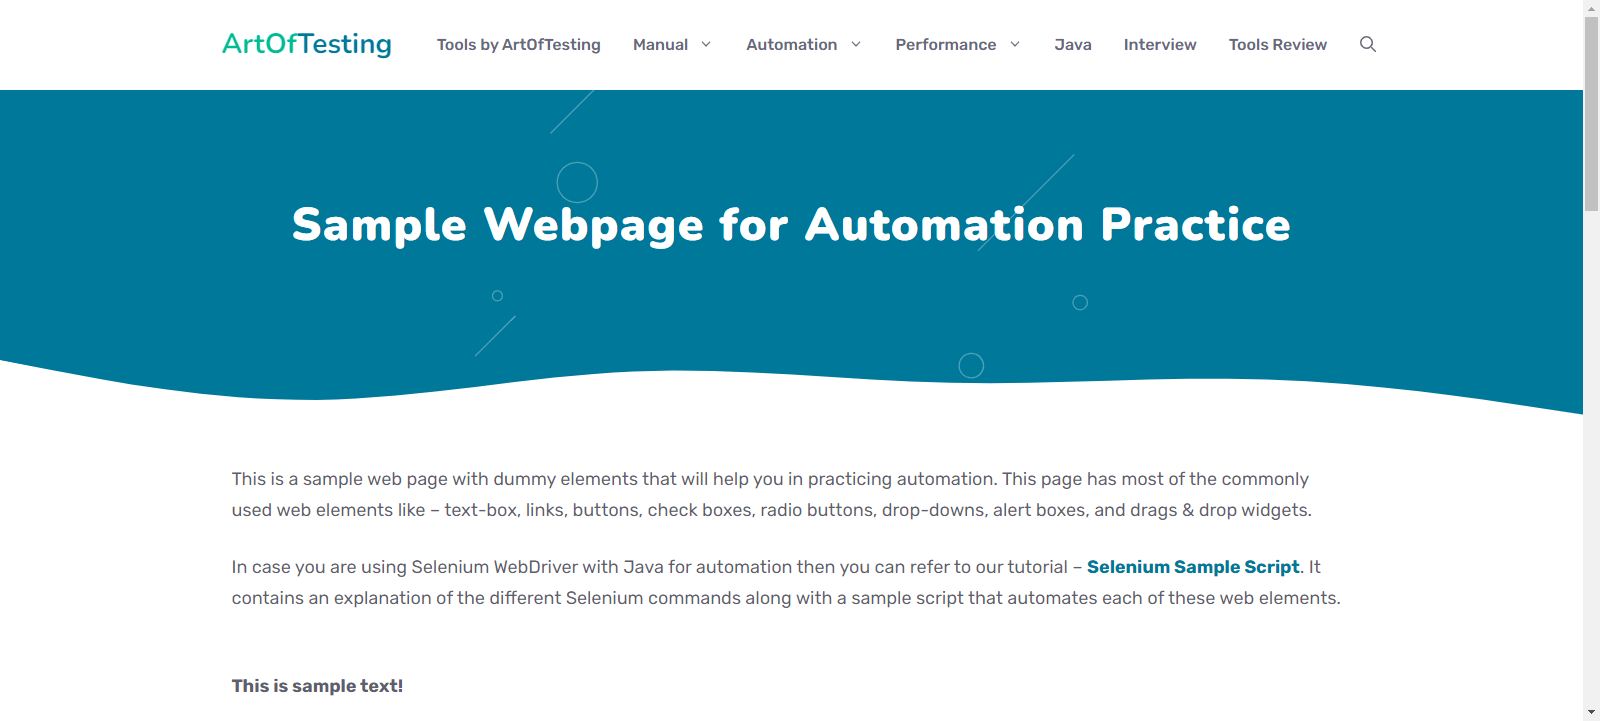 ArtOfTesting
Tools by ArtOfTesting Manual Automation Performance Java Interview Tools Review
Sample Webpage for Automation Practice
This is a sample web page with dummy elements that will help you in practicing automation. This page has most of the commonly
used web elements like – text-box, links, buttons, check boxes, radio buttons, drop-downs, alert boxes, and drags & drop widgets.
In case you are using Selenium WebDriver with Java for automation then you can refer to our tutorial – Selenium Sample Script. It
contains an explanation of the different Selenium commands along with a sample script that automates each of these web elements.
This is sample text!